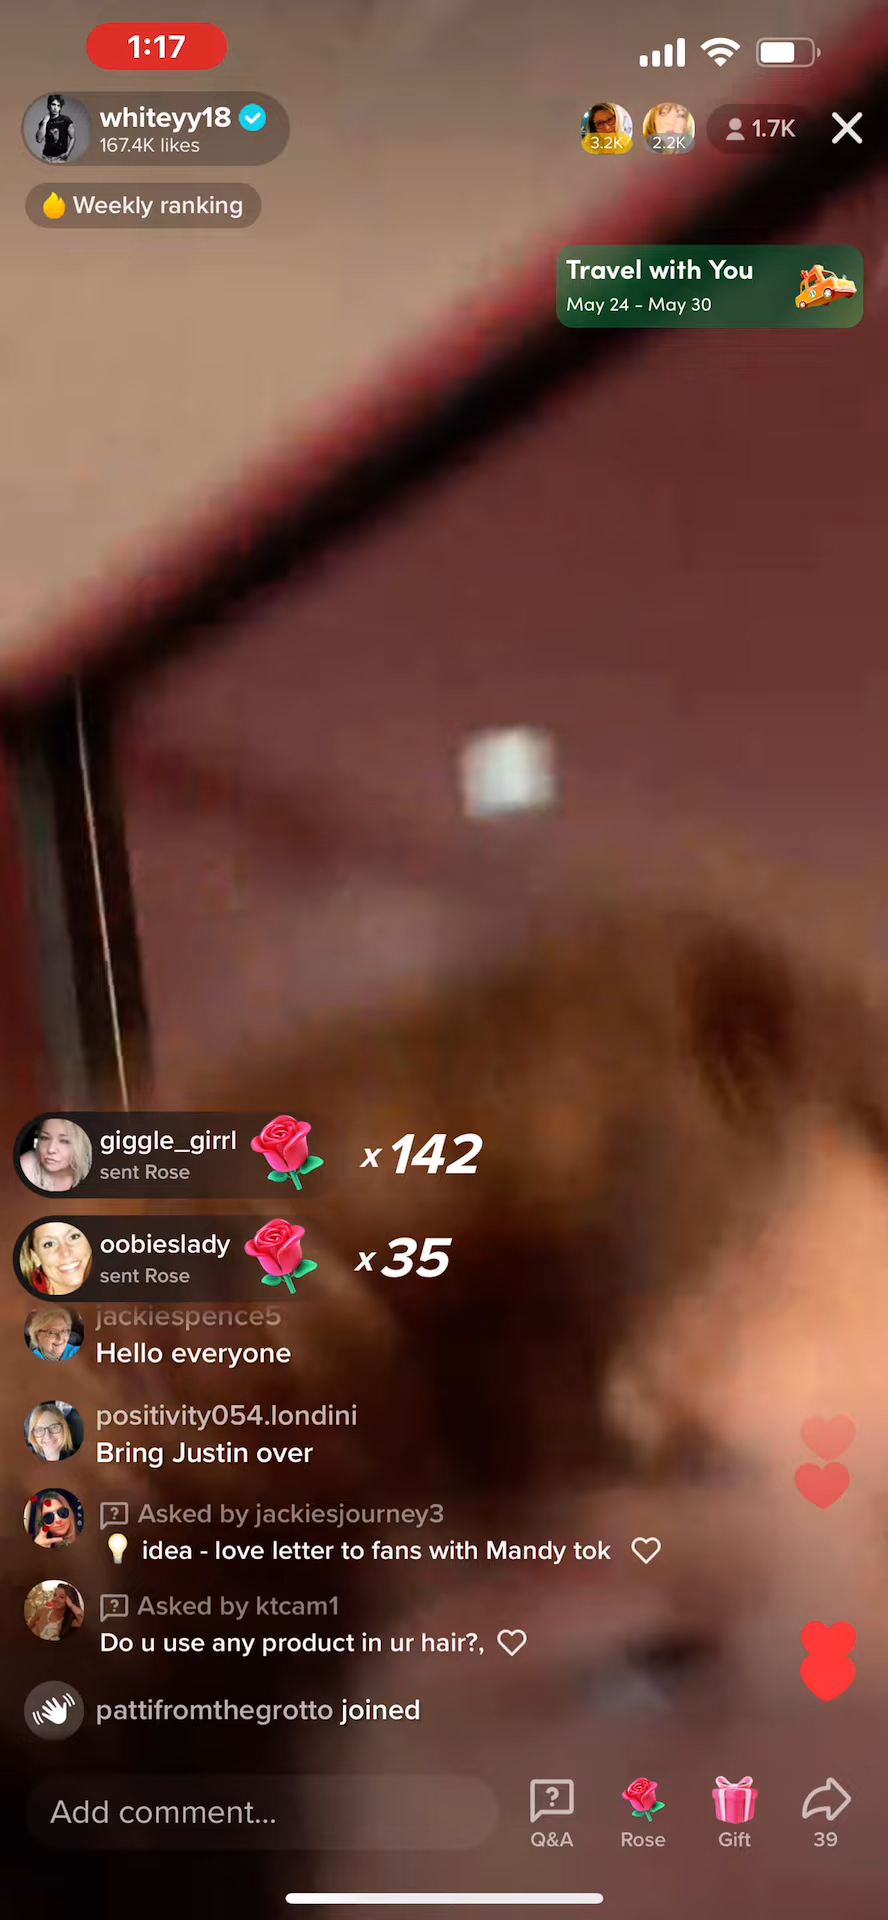 1:17
whiteyy18
167.4K likes
3.2K
2.2K
1.7K
Weekly ranking
Travel with You
May 24 - May 30
giggle_girrl
sent Rose
x 142
oobieslady
sent Rose
x 35
jackiespence5
Hello everyone
positivity054.londini
Bring Justin over
Asked by jackiesjourney3
💡 idea - love letter to fans with Mandy tok
Asked by ktcam1
Do u use any product in ur hair?,
pattifromthegrotto joined
Add comment...
Q&A
Rose
Gift
39